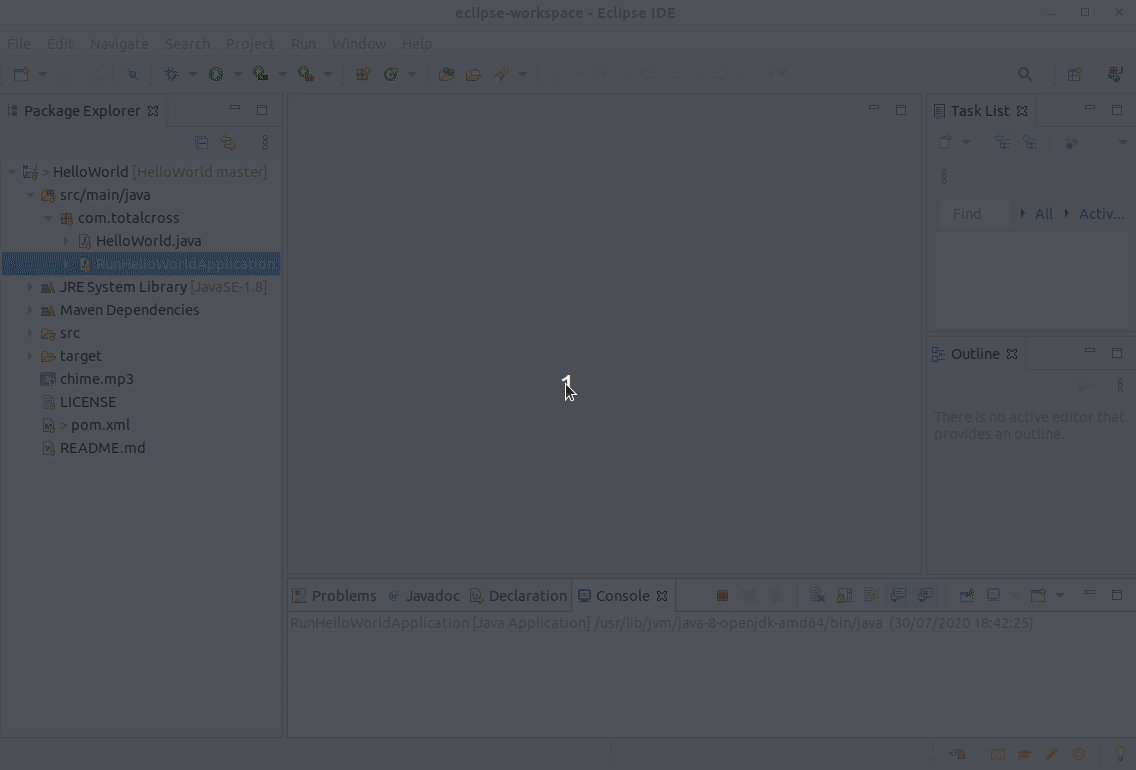 eclipse-workspace - Eclipse IDE
File Edit Navigate Search Project Run Window Help
Package Explorer
> HelloWorld [HelloWorld master]
src/main/java
com.totalcross
HelloWorld.java
RunHelloWorldApplication
JRE System Library [JavaSE-1.8]
Maven Dependencies
src
target
chime.mp3
LICENSE
> pom.xml
README.md
1
Task List
Find All Activ...
Outline
There is no active editor that
provides an outline.
Problems @ Javadoc Declaration Console
RunHelloWorldApplication [Java Application] /usr/lib/jvm/java-8-openjdk-amd64/bin/java (30/07/2020 18:42:25)